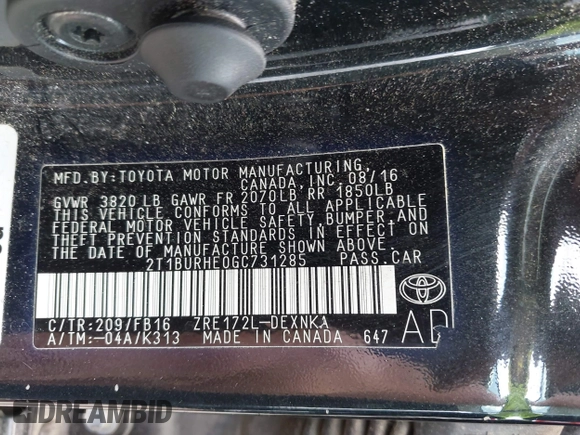 MFD.BY:TOYOTA MOTOR MANUFACTURING,
CANADA, INC. 08/16
GVWR 3820 LB GAWR FR 2070LB RR 1850LB
THIS VEHICLE CONFORMS TO ALL APPLICABLE
FEDERAL MOTOR VEHICLE SAFETY, BUMPER, AND
THEFT PREVENTION STANDARDS IN EFFECT ON
THE DATE OF MANUFACTURE SHOWN ABOVE.
2T1BURHE0GC731285 PASS.CAR
C/TR:209/FB16 ZRE172L-DEXNKA
A/TM:-04A/K313 MADE IN CANADA 647
DREAMBID